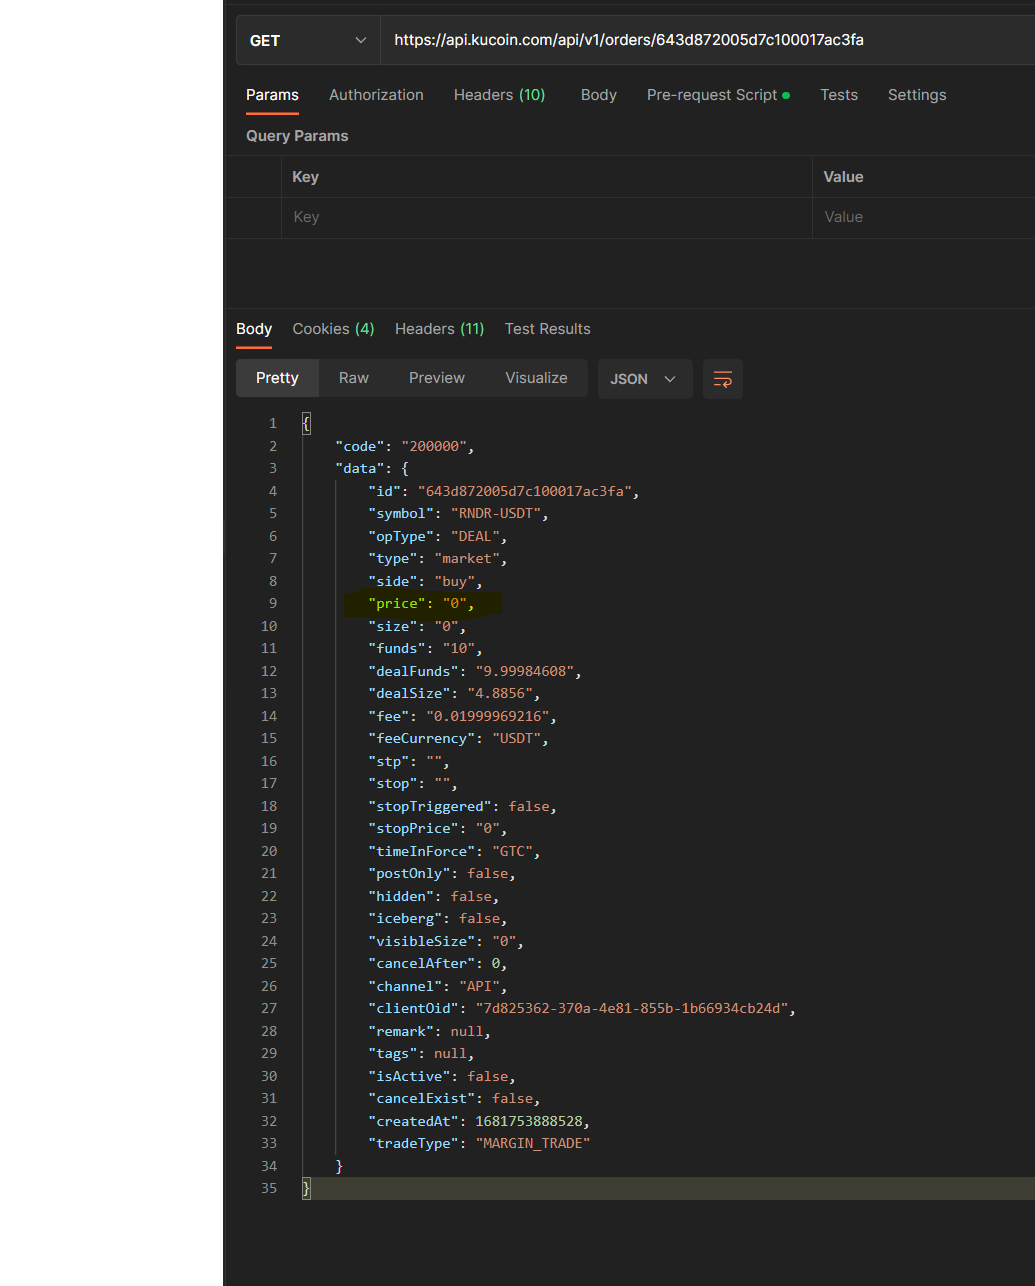 GET https://api.kucoin.com/api/v1/orders/643d872005d7c100017ac3fa
Params Authorization Headers (10) Body Pre-request Script Tests Settings
Query Params
Key Value
Key Value
Body Cookies (4) Headers (11) Test Results
Pretty Raw Preview Visualize JSON
1 {
2 "code": "200000",
3 "data": {
4 "id": "643d872005d7c100017ac3fa",
5 "symbol": "RNDR-USDT",
6 "opType": "DEAL",
7 "type": "market",
8 "side": "buy",
9 "price": "0",
10 "size": "0",
11 "funds": "10",
12 "dealFunds": "9.99984608",
13 "dealSize": "4.8856",
14 "fee": "0.01999969216",
15 "feeCurrency": "USDT",
16 "stp": "",
17 "stop": "",
18 "stopTriggered": false,
19 "stopPrice": "0",
20 "timeInForce": "GTC",
21 "postOnly": false,
22 "hidden": false,
23 "iceberg": false,
24 "visibleSize": "0",
25 "cancelAfter": 0,
26 "channel": "API",
27 "clientOid": "7d825362-370a-4e81-855b-1b66934cb24d",
28 "remark": null,
29 "tags": null,
30 "isActive": false,
31 "cancelExist": false,
32 "createdAt": 1681753888528,
33 "tradeType": "MARGIN_TRADE"
34 }
35 }